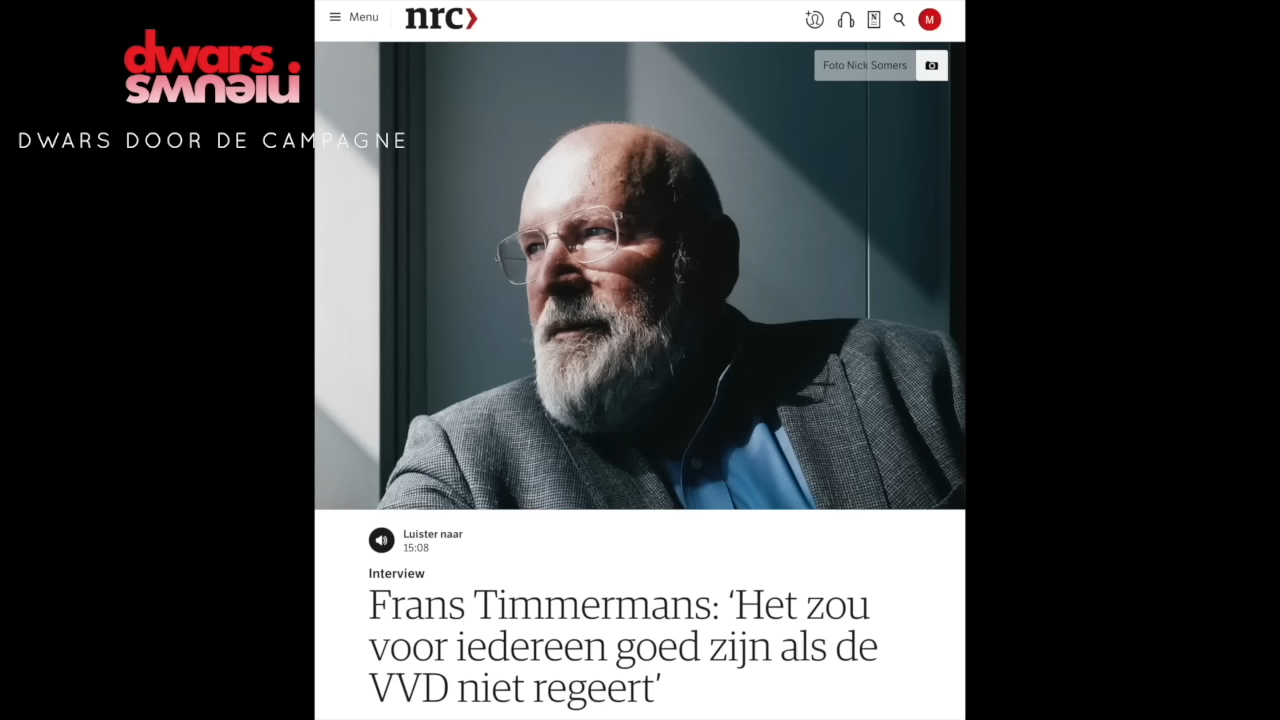 Menu
nrc
M
Foto Nick Somers
dwars
nieuws
DWARS DOOR DE CAMPAGNE
Luister naar
15:08
Interview
Frans Timmermans: ‘Het zou
voor iedereen goed zijn als de
VVD niet regeert’